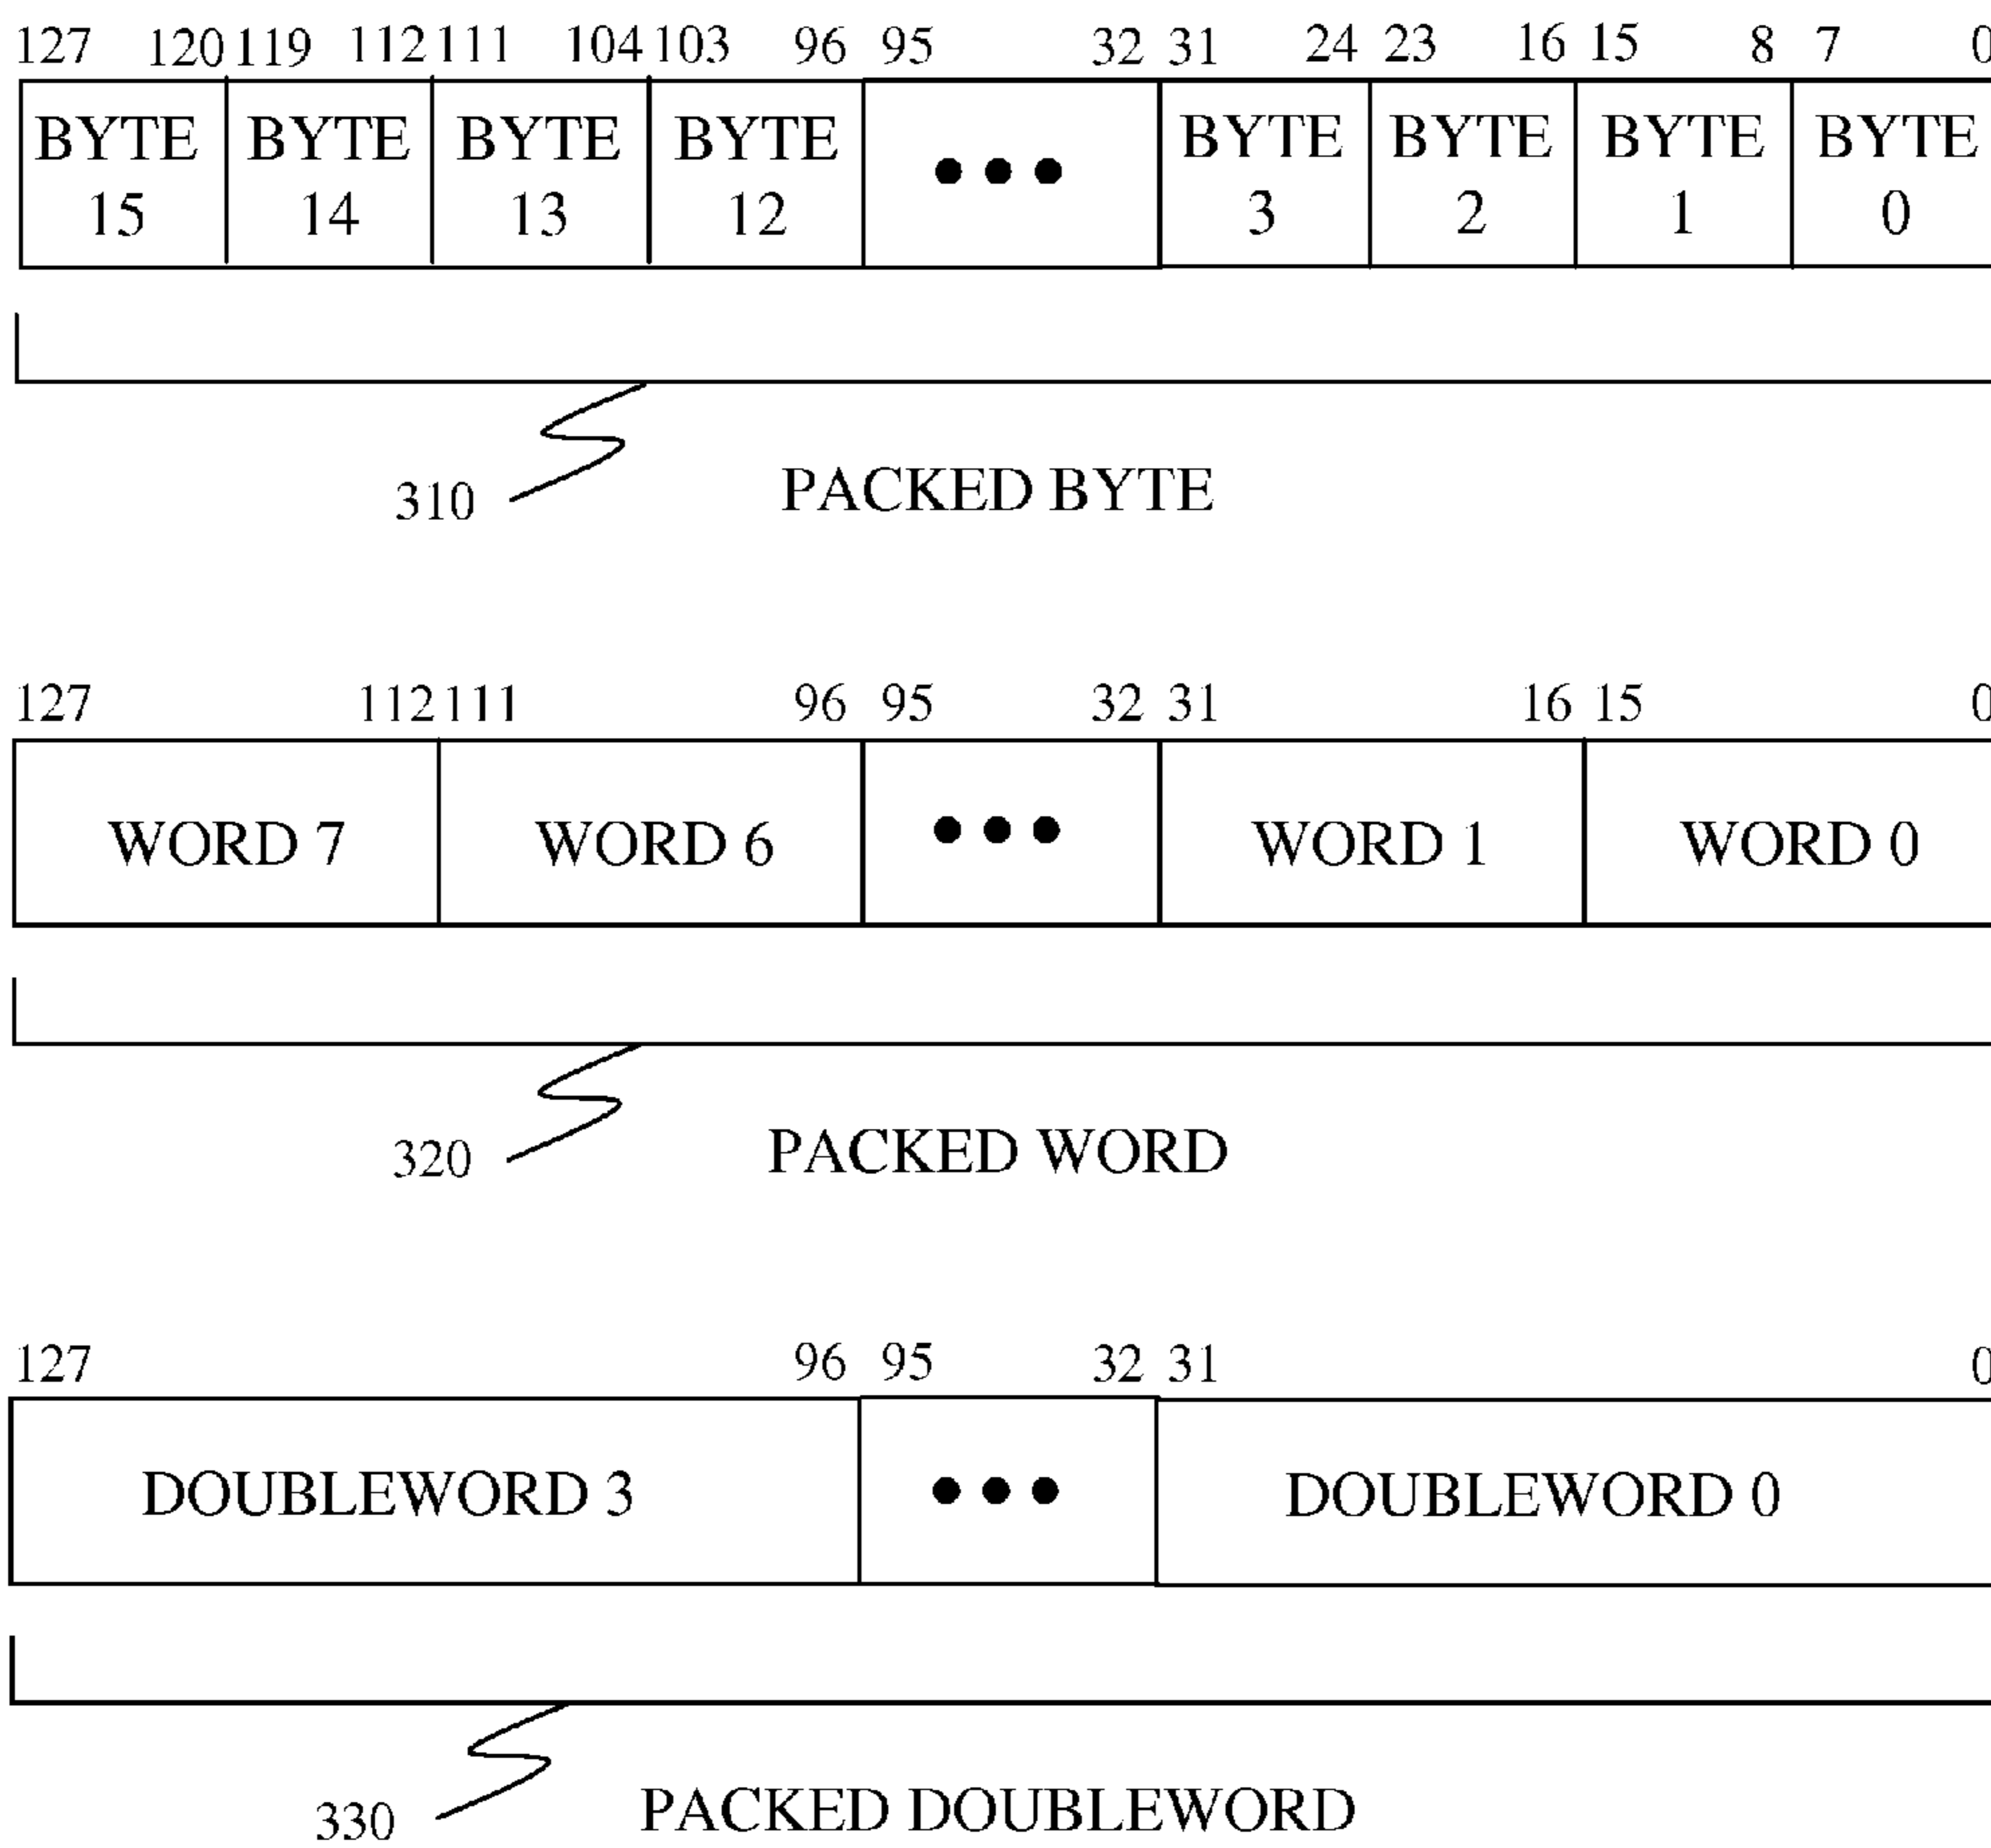 127 120 119 112 111 104 103 96 95 32 31 24 23 16 15 8 7 0
BYTE 15 BYTE 14 BYTE 13 BYTE 12 ●●● BYTE 3 BYTE 2 BYTE 1 BYTE 0
310 PACKED BYTE
127 112 111 96 95 32 31 16 15 0
WORD 7 WORD 6 ●●● WORD 1 WORD 0
320 PACKED WORD
127 96 95 32 31 0
DOUBLEWORD 3 ●●● DOUBLEWORD 0
330 PACKED DOUBLEWORD